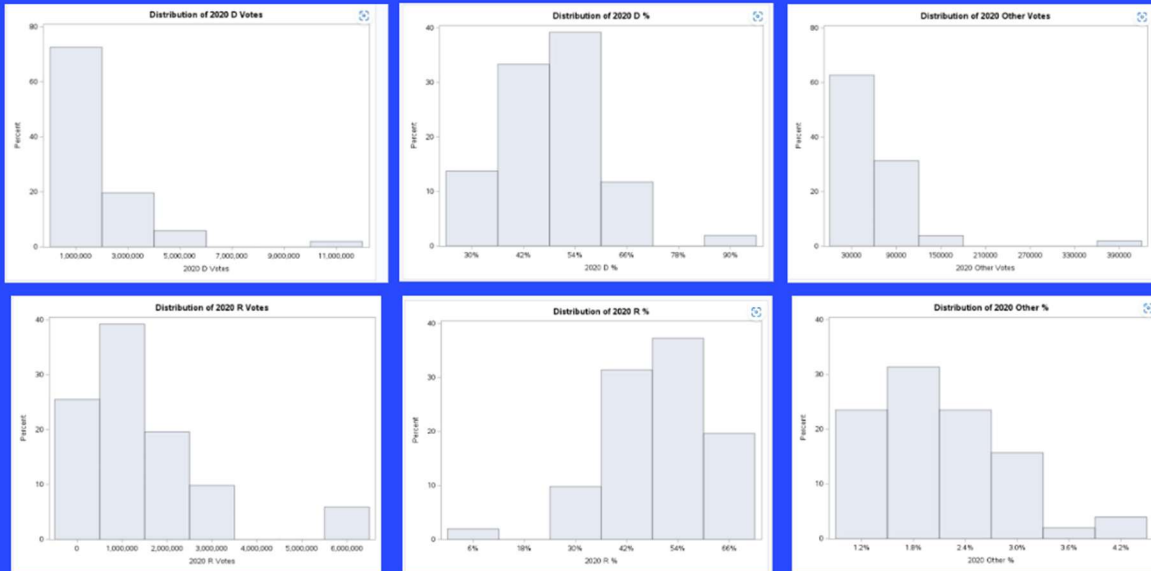 Distribution of 2020 D Votes
80
60
40
20
0
Percent
1,000,000 3,000,000 5,000,000 7,000,000 9,000,000 11,000,000
2020 D Votes
Distribution of 2020 D %
40
30
20
10
0
Percent
30% 42% 54% 66% 78% 90%
2020 D %
Distribution of 2020 Other Votes
80
60
40
20
0
Percent
30000 90000 150000 210000 270000 330000 390000
2020 Other Votes
Distribution of 2020 R Votes
40
30
20
10
0
Percent
0 1,000,000 2,000,000 3,000,000 4,000,000 5,000,000 6,000,000
2020 R Votes
Distribution of 2020 R %
40
30
20
10
0
Percent
6% 18% 30% 42% 54% 66%
2020 R %
Distribution of 2020 Other %
40
30
20
10
0
Percent
1.2% 1.8% 2.4% 3.0% 3.6% 4.2%
2020 Other %